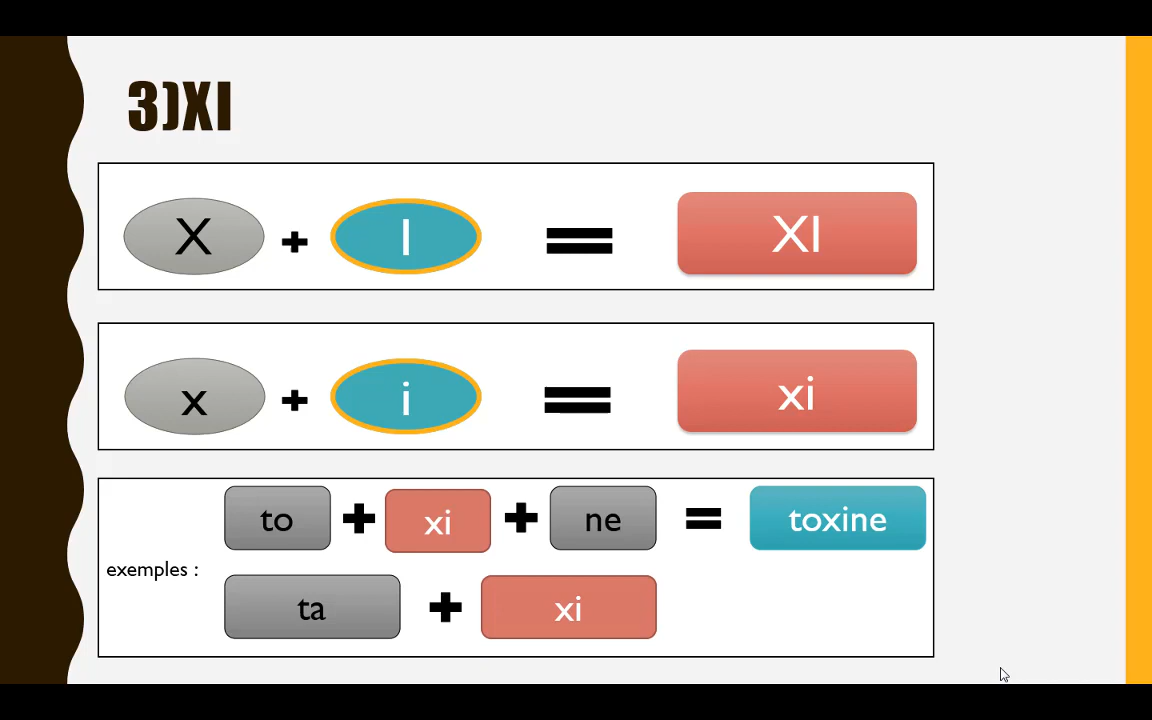 3)XI
X + I = XI
x + i = xi
to + xi + ne = toxine
exemples :
ta + xi